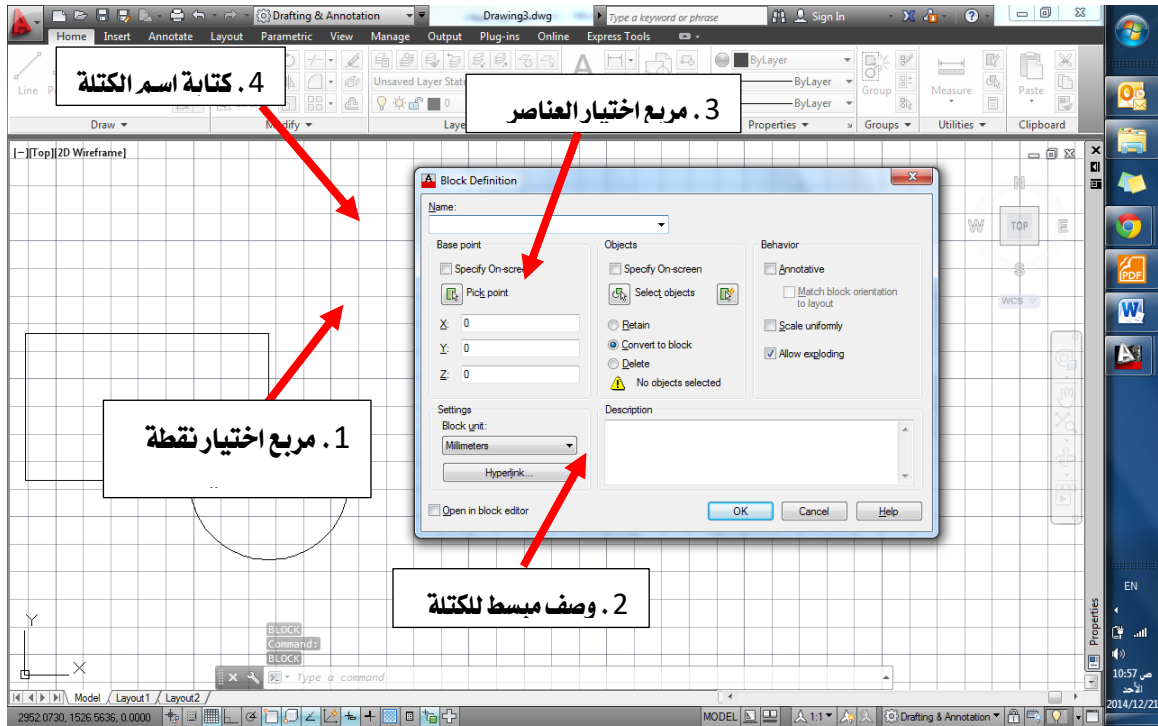 Drafting & Annotation
Drawing3.dwg
Type a keyword or phrase
Sign In
Home Insert Annotate Layout Parametric View Manage Output Plug-ins Online Express Tools
4. كتابة اسم الكتلة
3. مربع اختيار العناصر
Line
Unsaved Layer State
0
A
ByLayer
ByLayer
ByLayer
Group
Measure
Paste
Draw
Modify
Properties
Groups
Utilities
Clipboard
[−][Top][2D Wireframe]
N
W TOP E
S
WCS
Block Definition
Name:
Base point
Specify On-screen
Pick point
X: 0
Y: 0
Z: 0
Objects
Specify On-screen
Select objects
Retain
Convert to block
Delete
No objects selected
Behavior
Annotative
Match block orientation
to layout
Scale uniformly
Allow exploding
Settings
Block unit:
Millimeters
Hyperlink...
Description
Open in block editor
OK Cancel Help
1. مربع اختيار نقطة
2. وصف مبسط للكتلة
Y
X
BLOCK
Command:
BLOCK
Type a command
Properties
Model Layout1 Layout2
2952.0730, 1526.5636, 0.0000
MODEL
1:1
Drafting & Annotation
PDF
EN
10:57 ص
الأحد
2014/12/21